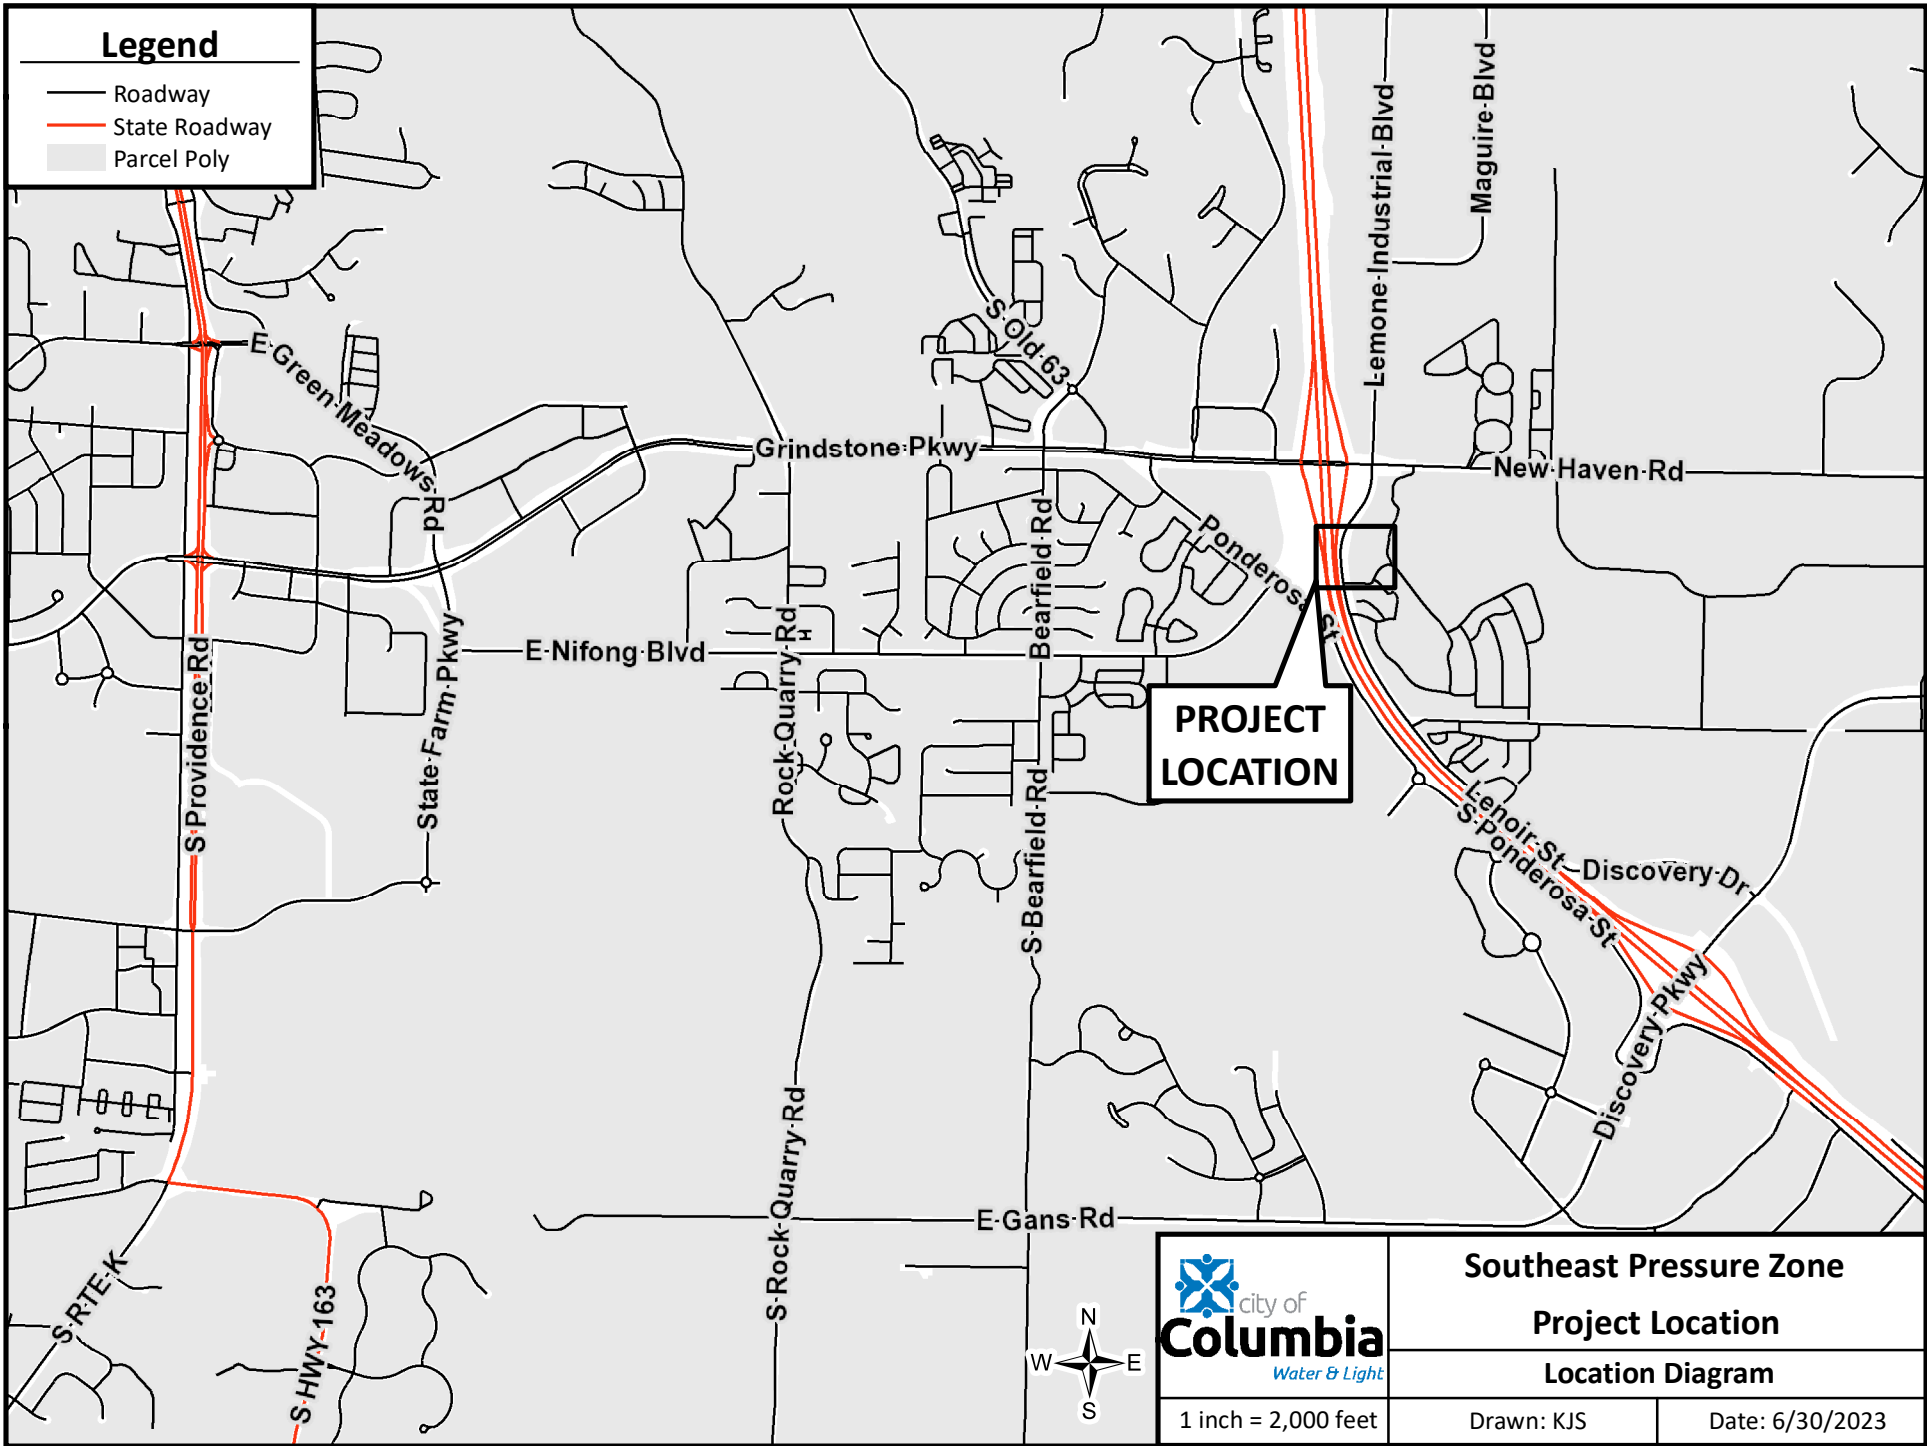 Legend
Roadway
State Roadway
Parcel Poly
Lemone Industrial Blvd
Maguire Blvd
E Green Meadows Rd
S Old 63
Grindstone Pkwy
New Haven Rd
Ponderosa St
Bearfield Rd
E Nifong Blvd
Rock Quarry Rd
S Providence Rd
State Farm Pkwy
PROJECT
LOCATION
S Bearfield Rd
Lenoir St
S Ponderosa St
Discovery Dr
Discovery Pkwy
S Rock Quarry Rd
E Gans Rd
S RTE K
S HWY 163
N
W
E
S
city of
Columbia
Water & Light
1 inch = 2,000 feet
Southeast Pressure Zone
Project Location
Location Diagram
Drawn: KJS
Date: 6/30/2023